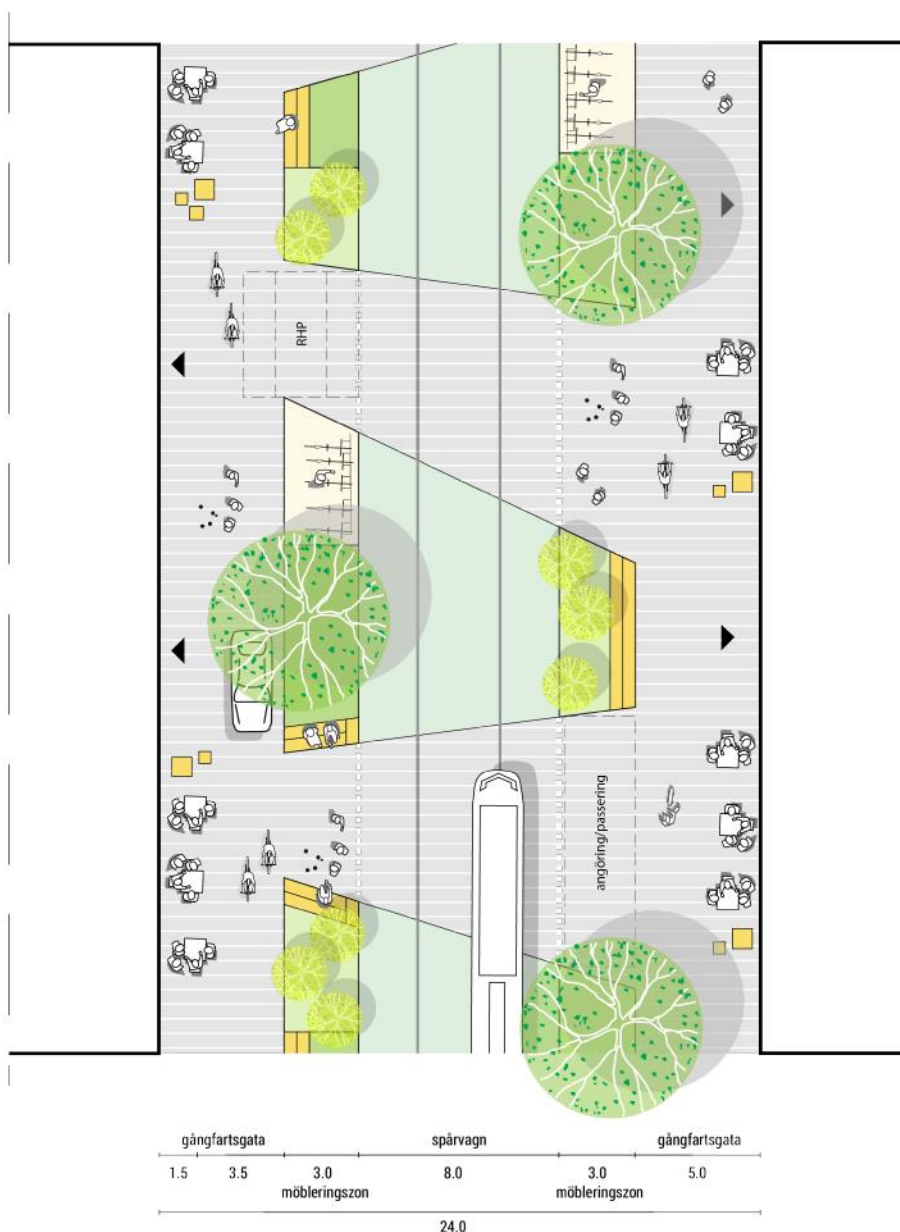 RHP
angöring/passering
gångfartsgata spårvagn gångfartsgata
1.5 3.5 3.0 8.0 3.0 5.0
möbleringszon möbleringszon
24.0